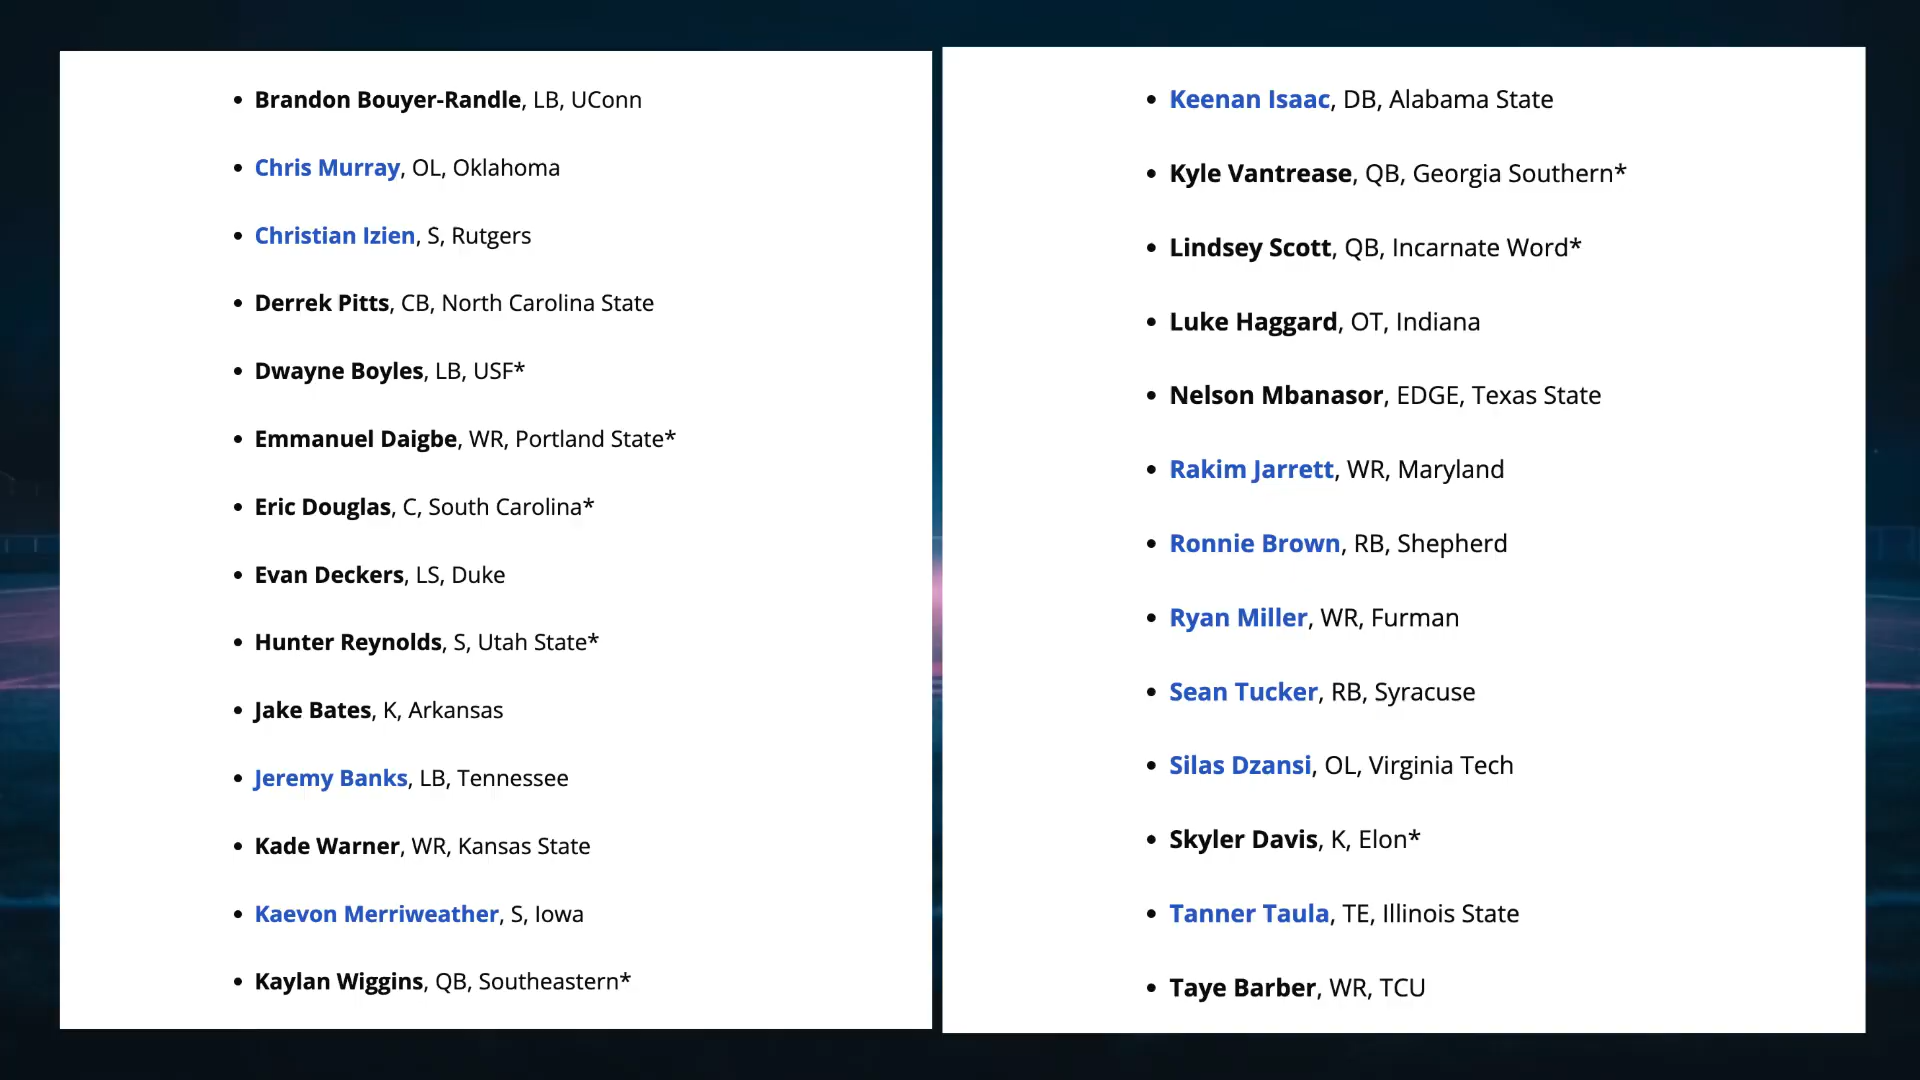 • Brandon Bouyer-Randle, LB, UConn
• Chris Murray, OL, Oklahoma
• Christian Izien, S, Rutgers
• Derrek Pitts, CB, North Carolina State
• Dwayne Boyles, LB, USF*
• Emmanuel Daigbe, WR, Portland State*
• Eric Douglas, C, South Carolina*
• Evan Deckers, LS, Duke
• Hunter Reynolds, S, Utah State*
• Jake Bates, K, Arkansas
• Jeremy Banks, LB, Tennessee
• Kade Warner, WR, Kansas State
• Kaevon Merriweather, S, Iowa
• Kaylan Wiggins, QB, Southeastern*
• Keenan Isaac, DB, Alabama State
• Kyle Vantrease, QB, Georgia Southern*
• Lindsey Scott, QB, Incarnate Word*
• Luke Haggard, OT, Indiana
• Nelson Mbanasor, EDGE, Texas State
• Rakim Jarrett, WR, Maryland
• Ronnie Brown, RB, Shepherd
• Ryan Miller, WR, Furman
• Sean Tucker, RB, Syracuse
• Silas Dzansi, OL, Virginia Tech
• Skyler Davis, K, Elon*
• Tanner Taula, TE, Illinois State
• Taye Barber, WR, TCU